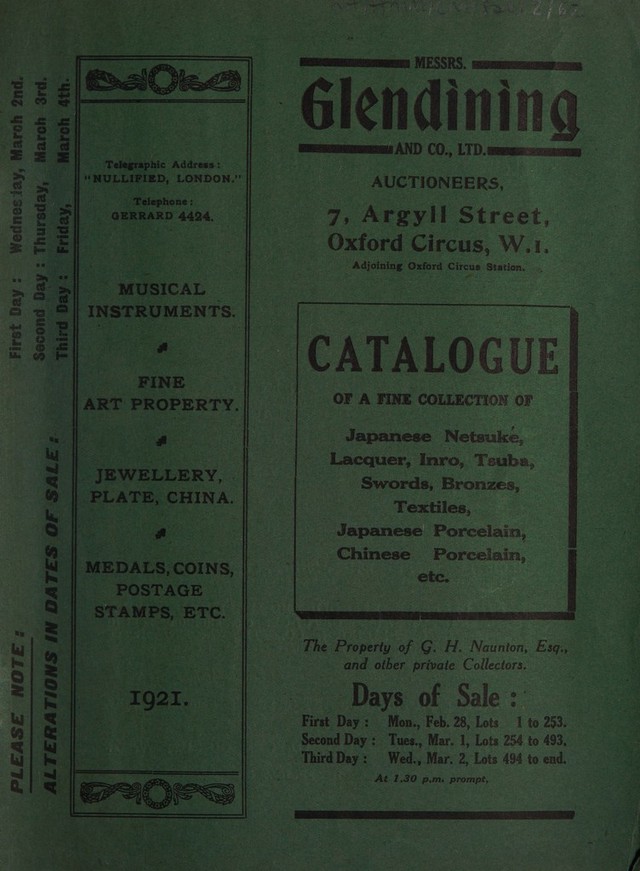 PLEASE NOTE :
ALTERATIONS IN DATES OF SALE :
First Day : Wednesday, March 2nd.
Second Day : Thursday, March 3rd.
Third Day : Friday, March 4th.
Telegraphic Address :
"NULLIFIED, LONDON."
Telephone :
GERRARD 4424.
MUSICAL
INSTRUMENTS.
FINE
ART PROPERTY.
JEWELLERY,
PLATE, CHINA.
MEDALS, COINS,
POSTAGE
STAMPS, ETC.
1921.
MESSRS.
Glendining
AND CO., LTD.
AUCTIONEERS,
7, Argyll Street,
Oxford Circus, W.1.
Adjoining Oxford Circus Station.
CATALOGUE
OF A FINE COLLECTION OF
Japanese Netsuké,
Lacquer, Inro, Tsuba,
Swords, Bronzes,
Textiles,
Japanese Porcelain,
Chinese Porcelain,
etc.
The Property of G. H. Naunton, Esq.,
and other private Collectors.
Days of Sale :
First Day : Mon., Feb. 28, Lots 1 to 253.
Second Day : Tues., Mar. 1, Lots 254 to 493.
Third Day : Wed., Mar. 2, Lots 494 to end.
At 1.30 p.m. prompt.